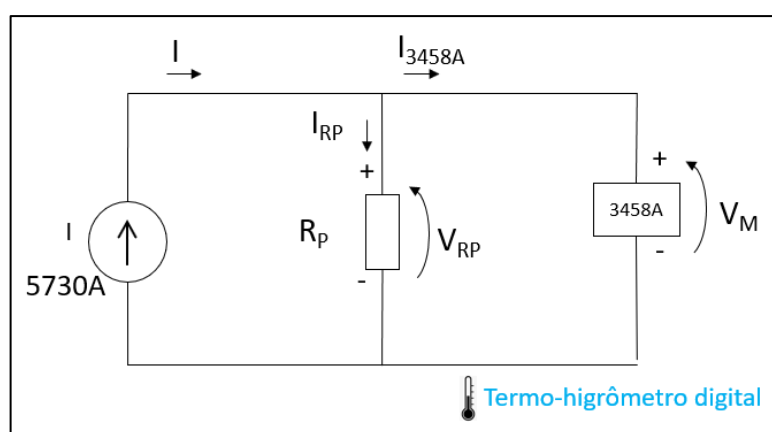 I
I3458A
IRP
+
+
I
3458A
VM
RP
VRP
5730A
-
-
Termo-higrômetro digital